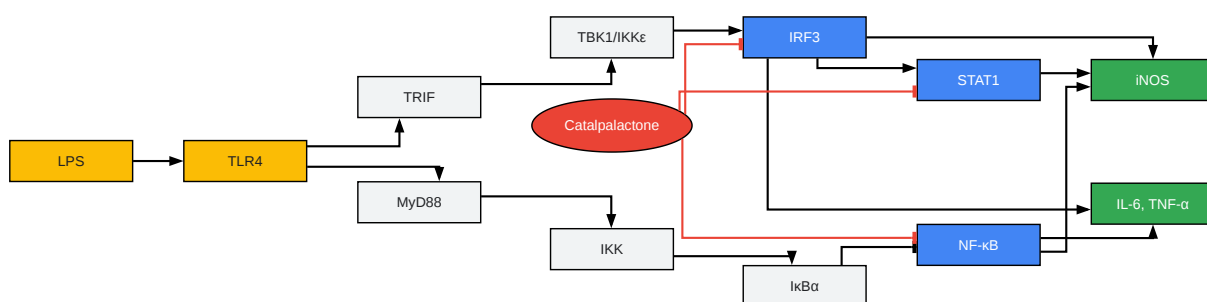 TBK1/IKKε
IRF3
STAT1
iNOS
TRIF
Catalpalactone
LPS
TLR4
MyD88
IL-6, TNF-α
IKK
NF-κB
IκBα